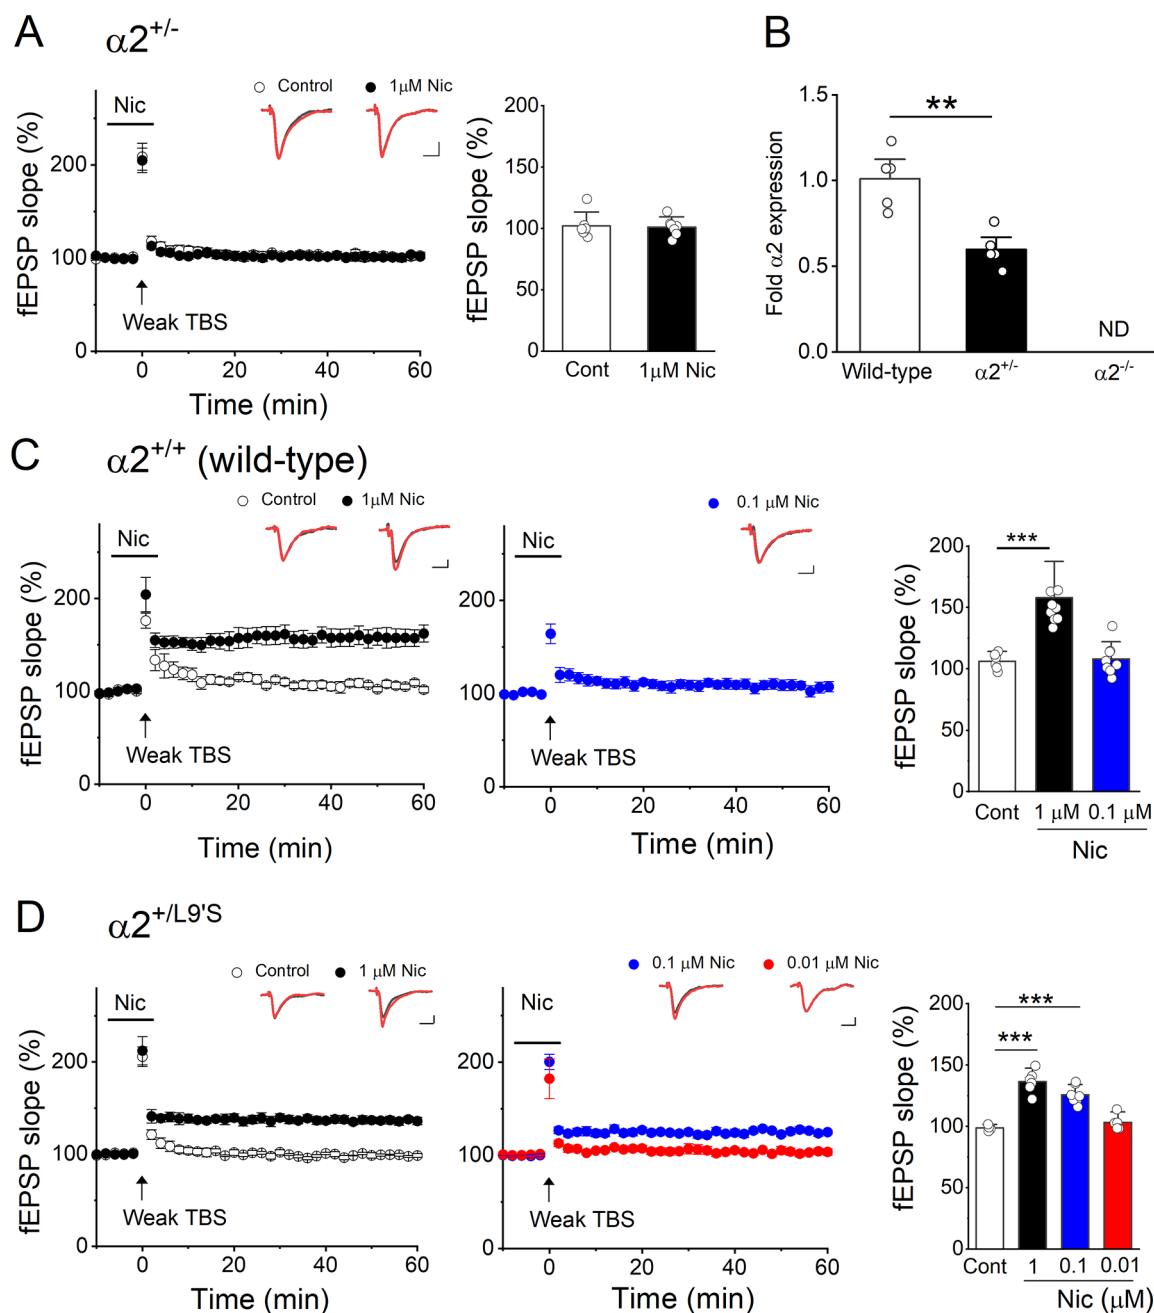 A
α2+/-
Control
1μM Nic
Nic
fEPSP slope (%)
200
100
0
Weak TBS
0
20
40
60
Time (min)
fEPSP slope (%)
200
150
100
50
0
Cont
1μM Nic
B
Fold α2 expression
1.5
1.0
0.5
0.0
**
ND
Wild-type
α2+/-
α2-/-
C
α2+/+ (wild-type)
Control
1μM Nic
Nic
fEPSP slope (%)
200
100
0
Weak TBS
0
20
40
60
Time (min)
0.1 μM Nic
Nic
200
100
0
Weak TBS
0
20
40
60
Time (min)
fEPSP slope (%)
200
150
100
50
0
***
Cont
1 μM
0.1 μM
Nic
D
α2+/L9'S
Control
1 μM Nic
Nic
fEPSP slope (%)
200
100
0
Weak TBS
0
20
40
60
Time (min)
0.1 μM Nic
0.01 μM Nic
Nic
200
100
0
Weak TBS
0
20
40
60
Time (min)
fEPSP slope (%)
200
150
100
50
0
***
***
Cont
1
0.1
0.01
Nic (μM)